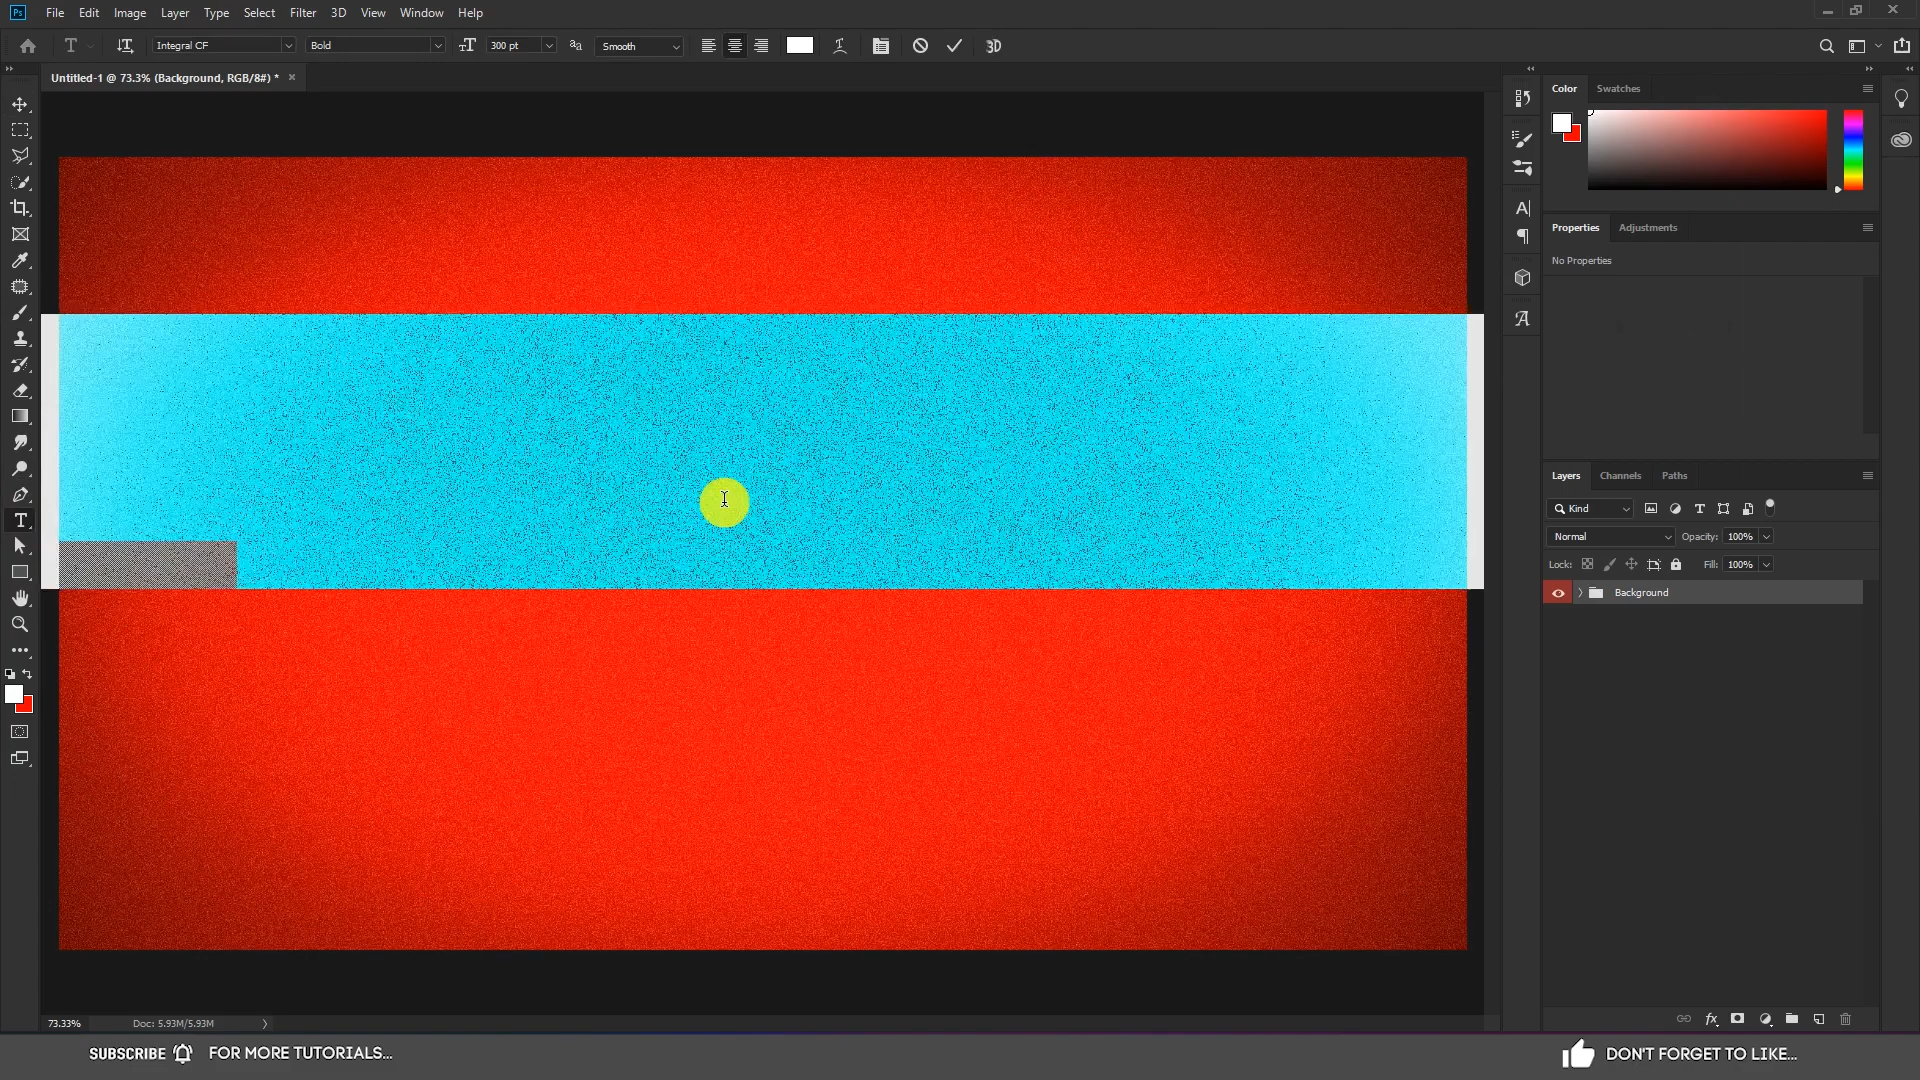 Ps File Edit Image Layer Type Select Filter 3D View Window Help
T Integral CF Bold 300 pt Smooth 3D
Untitled-1 @ 73.3% (Background, RGB/8#) *
Color Swatches
Properties Adjustments
No Properties
Layers Channels Paths
Kind
Normal Opacity: 100%
Lock: Fill: 100%
Background
fx
73.33% Doc: 5.93M/5.93M
SUBSCRIBE FOR MORE TUTORIALS... DON'T FORGET TO LIKE...